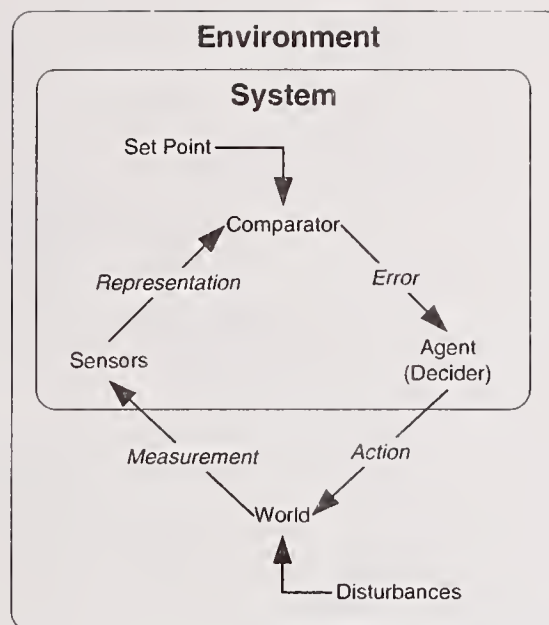 Environment
System
Set Point
Comparator
Representation
Error
Sensors
Agent
(Decider)
Measurement
Action
World
Disturbances